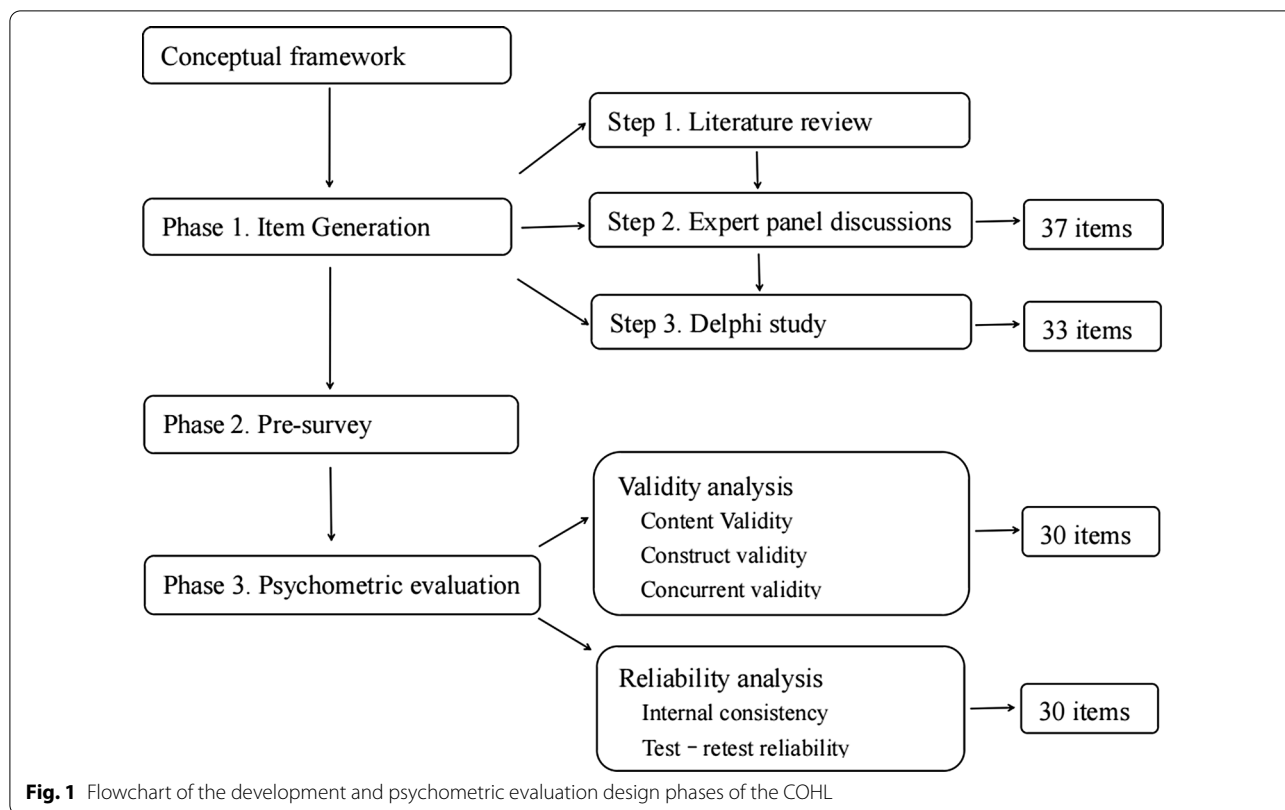 Conceptual framework
Step 1. Literature review
Phase 1. Item Generation
Step 2. Expert panel discussions
37 items
Step 3. Delphi study
33 items
Phase 2. Pre-survey
Validity analysis
Content Validity
Construct validity
Concurrent validity
30 items
Phase 3. Psychometric evaluation
Reliability analysis
Internal consistency
Test - retest reliability
30 items
Fig. 1 Flowchart of the development and psychometric evaluation design phases of the COHL